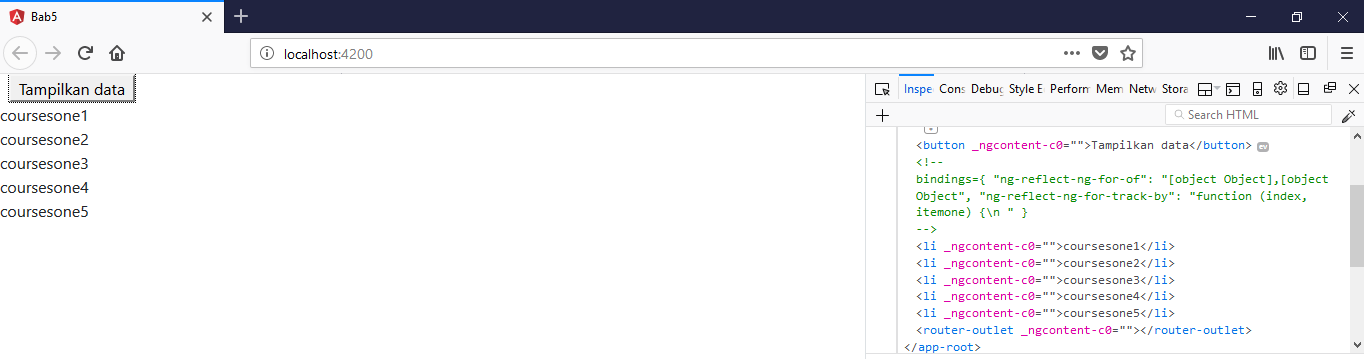 Bab5
localhost:4200
Tampilkan data
coursesone1
coursesone2
coursesone3
coursesone4
coursesone5
Inspe Cons Debug Style E Perform Mem Netw Stora
Search HTML
<button _ngcontent-c0="">Tampilkan data</button> ev
<!--
bindings={ "ng-reflect-ng-for-of": "[object Object],[object
Object", "ng-reflect-ng-for-track-by": "function (index,
itemone) {\n " }
-->
<li _ngcontent-c0="">coursesone1</li>
<li _ngcontent-c0="">coursesone2</li>
<li _ngcontent-c0="">coursesone3</li>
<li _ngcontent-c0="">coursesone4</li>
<li _ngcontent-c0="">coursesone5</li>
<router-outlet _ngcontent-c0=""></router-outlet>
</app-root>